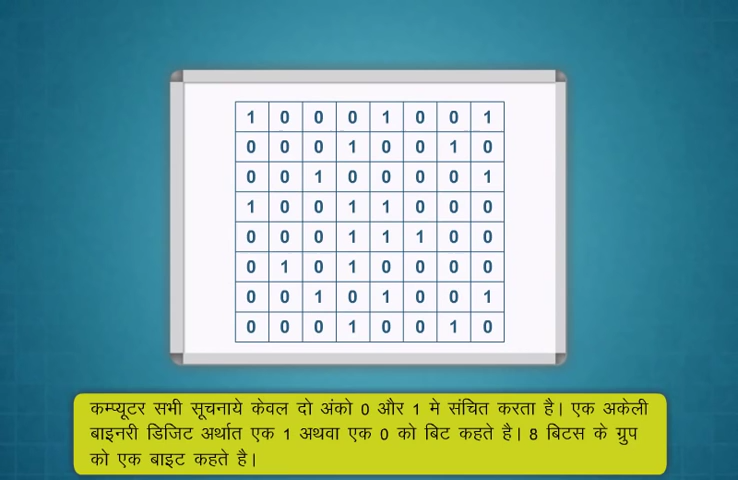 1 0 0 0 1 0 0 1
0 0 0 1 0 0 1 0
0 0 1 0 0 0 0 1
1 0 0 1 1 0 0 0
0 0 0 1 1 1 0 0
0 1 0 1 0 0 0 0
0 0 1 0 1 0 0 1
0 0 0 1 0 0 1 0
कम्प्यूटर सभी सूचनाये केवल दो अंको 0 और 1 मे संचित करता है। एक अकेली
बाइनरी डिजिट अर्थात एक 1 अथवा एक 0 को बिट कहते है। 8 बिटस के ग्रुप
को एक बाइट कहते है।